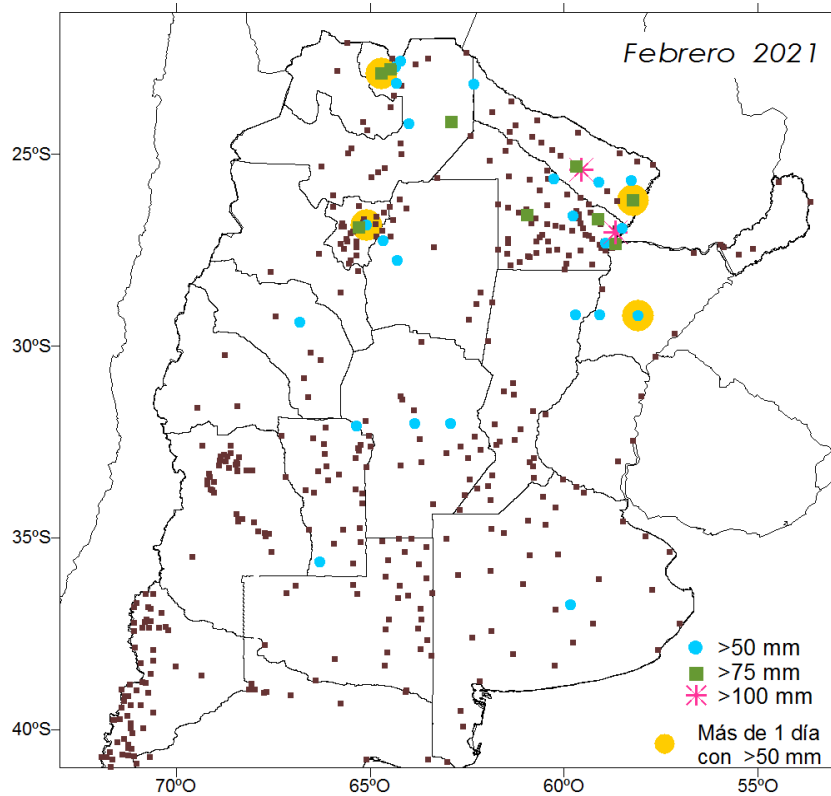 Febrero 2021
25ºS
30ºS
35ºS
40ºS
>50 mm
>75 mm
>100 mm
Más de 1 día
con >50 mm
70ºO
65ºO
60ºO
55ºO